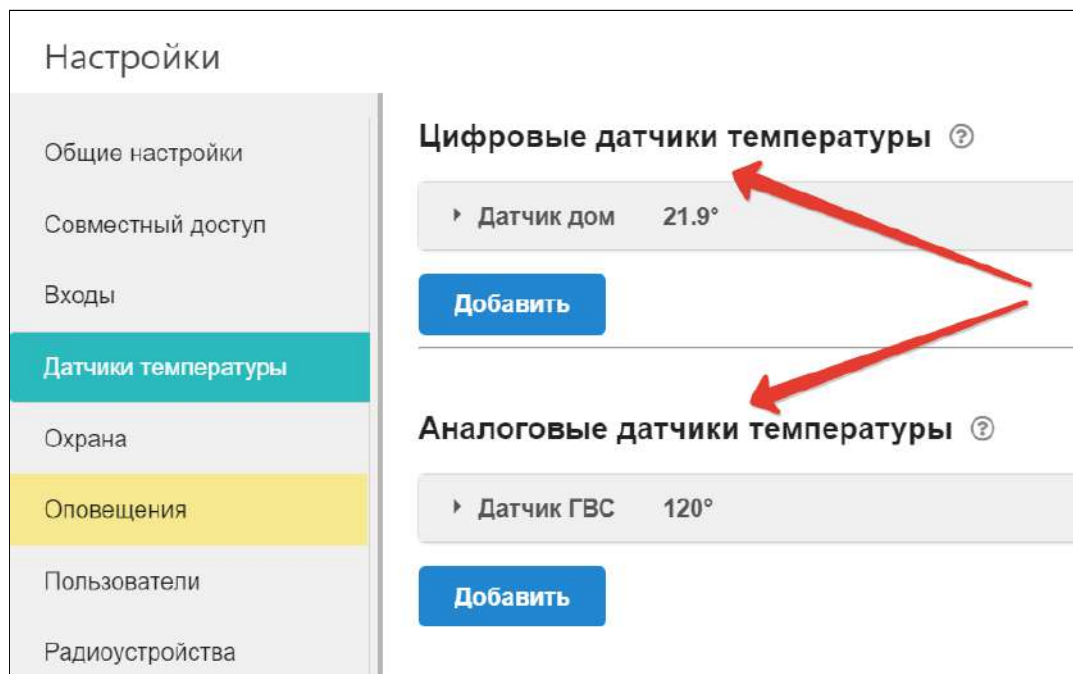 Настройки
Общие настройки
Совместный доступ
Входы
Датчики температуры
Охрана
Оповещения
Пользователи
Радиоустройства
Цифровые датчики температуры ?
Датчик дом 21.9°
Добавить
Аналоговые датчики температуры ?
Датчик ГВС 120°
Добавить